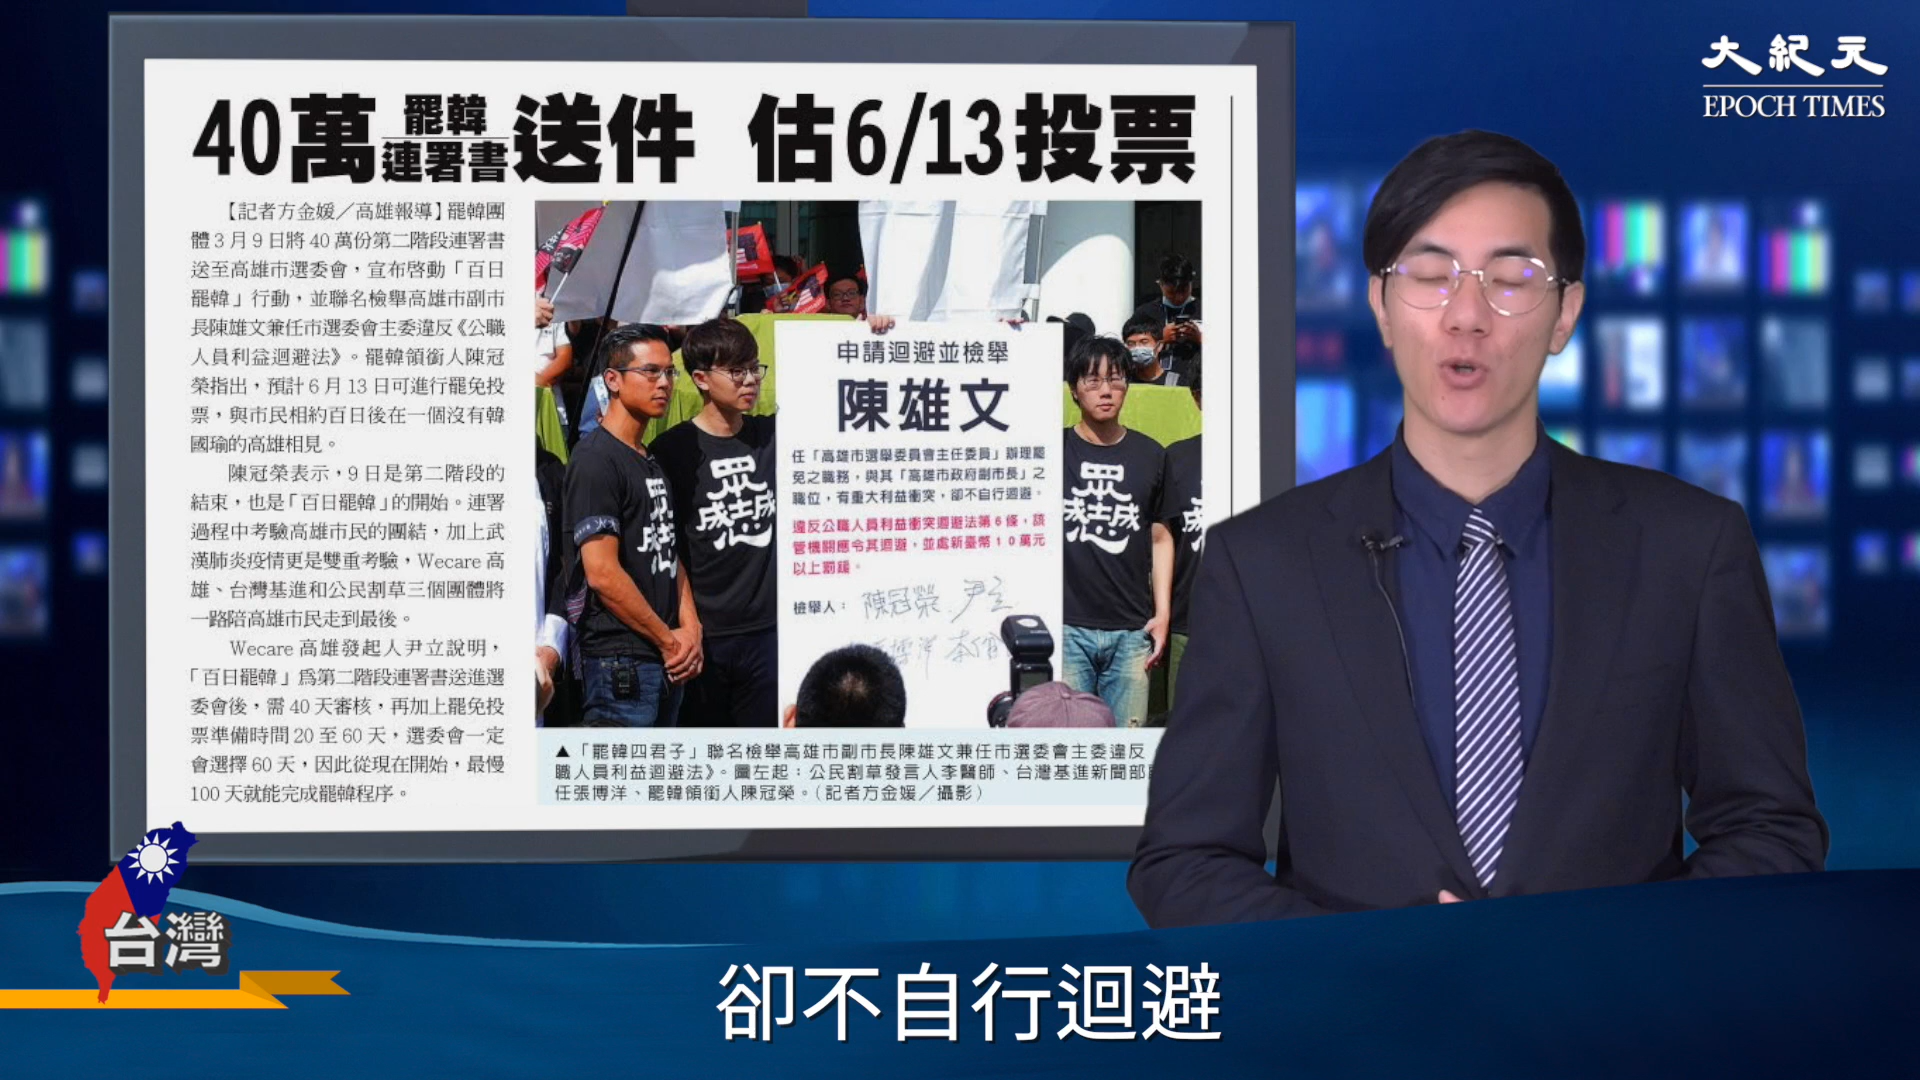 大紀元
EPOCH TIMES
40萬罷韓連署書送件 估6/13投票
【記者方金媛／高雄報導】罷韓團
體3月9日將40萬份第二階段連署書
送至高雄市選委會，宣布啓動「百日
罷韓」行動，並聯名檢舉高雄市副市
長陳雄文兼任市選委會主委違反《公職
人員利益迴避法》。罷韓領銜人陳冠
榮指出，預計6月13日可進行罷免投
票，與市民相約百日後在一個沒有韓
國瑜的高雄相見。
陳冠榮表示，9日是第二階段的
結束，也是「百日罷韓」的開始。連署
過程中考驗高雄市民的團結，加上武
漢肺炎疫情更是雙重考驗，Wecare高
雄、台灣基進和公民割草三個團體將
一路陪高雄市民走到最後。
Wecare高雄發起人尹立說明，
「百日罷韓」爲第二階段連署書送進選
委會後，需40天審核，再加上罷免投
票準備時間20至60天，選委會一定
會選擇60天，因此從現在開始，最慢
100天就能完成罷韓程序。
申請迴避並檢舉
陳雄文
任「高雄市選舉委員會主任委員」辦理罷
免之職務，與其「高雄市政府副市長」之
職位，有重大利益衝突，卻不自行迴避。
違反公職人員利益衝突迴避法第6條，該
管機關應令其迴避，並處新臺幣10萬元
以上罰鍰。
檢舉人：陳冠榮 尹立
▲「罷韓四君子」聯名檢舉高雄市副市長陳雄文兼任市選委會主委違反
職人員利益迴避法》。圖左起：公民割草發言人李醫師、台灣基進新聞部
任張博洋、罷韓領銜人陳冠榮。（記者方金媛／攝影）
台灣
卻不自行迴避